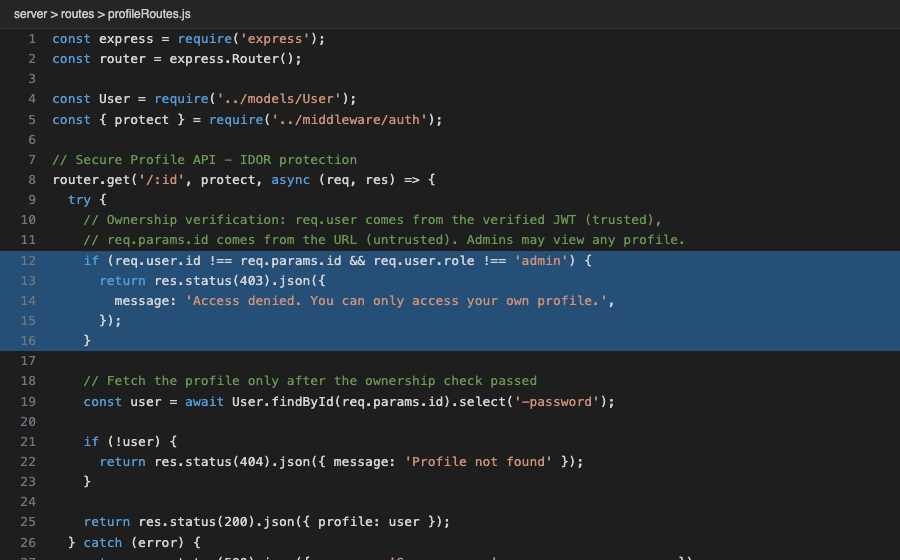 server > routes > profileRoutes.js
1 const express = require('express');
2 const router = express.Router();
3
4 const User = require('../models/User');
5 const { protect } = require('../middleware/auth');
6
7 // Secure Profile API – IDOR protection
8 router.get('/:id', protect, async (req, res) => {
9 try {
10 // Ownership verification: req.user comes from the verified JWT (trusted),
11 // req.params.id comes from the URL (untrusted). Admins may view any profile.
12 if (req.user.id !== req.params.id && req.user.role !== 'admin') {
13 return res.status(403).json({
14 message: 'Access denied. You can only access your own profile.',
15 });
16 }
17
18 // Fetch the profile only after the ownership check passed
19 const user = await User.findById(req.params.id).select('-password');
20
21 if (!user) {
22 return res.status(404).json({ message: 'Profile not found' });
23 }
24
25 return res.status(200).json({ profile: user });
26 } catch (error) {